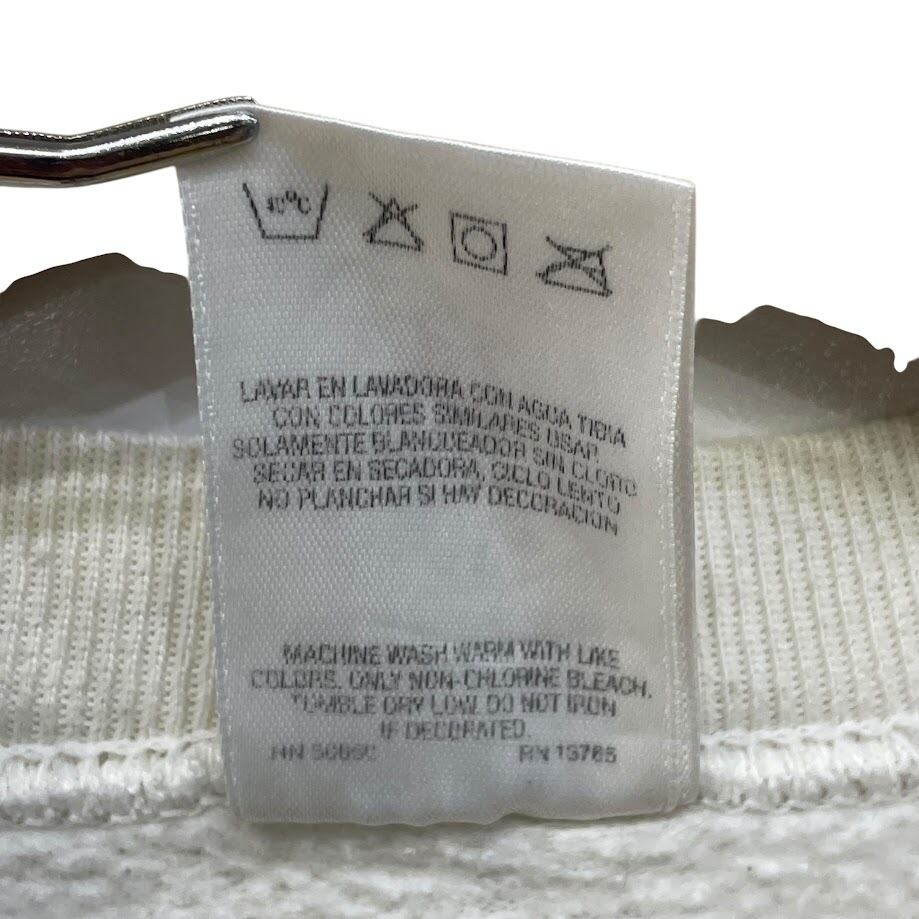 40°C
LAVAR EN LAVADORA CON AGUA TIBIA
CON COLORES SIMILARES USAR
SOLAMENTE BLANQUEADOR SIN CLORO
SECAR EN SECADORA, CICLO LENTO
NO PLANCHAR SI HAY DECORACION
MACHINE WASH WARM WITH LIKE
COLORS. ONLY NON-CHLORINE BLEACH.
TUMBLE DRY LOW. DO NOT IRON
IF DECORATED.
RN 13765